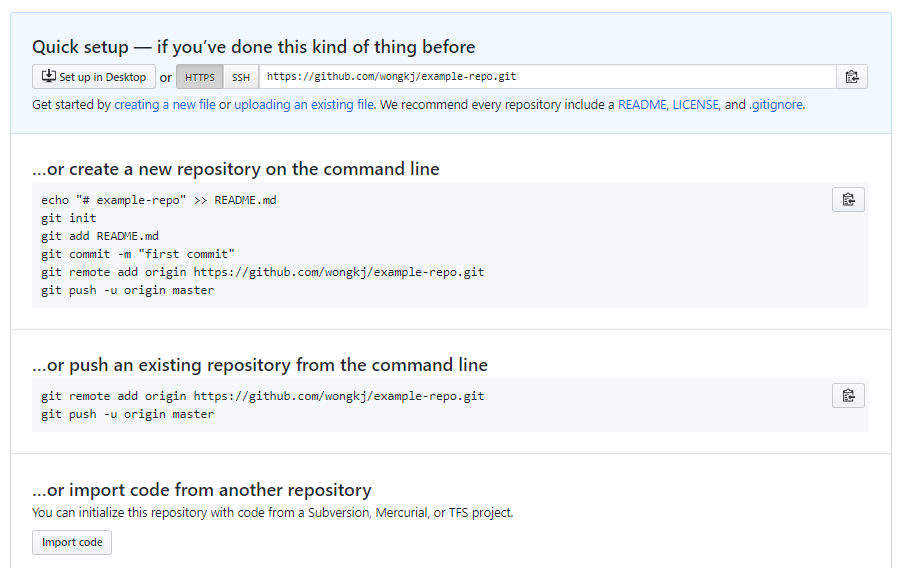 Quick setup — if you’ve done this kind of thing before
Set up in Desktop or HTTPS SSH https://github.com/wongkj/example-repo.git
Get started by creating a new file or uploading an existing file. We recommend every repository include a README, LICENSE, and .gitignore.
…or create a new repository on the command line
echo "# example-repo" >> README.md
git init
git add README.md
git commit -m "first commit"
git remote add origin https://github.com/wongkj/example-repo.git
git push -u origin master
…or push an existing repository from the command line
git remote add origin https://github.com/wongkj/example-repo.git
git push -u origin master
…or import code from another repository
You can initialize this repository with code from a Subversion, Mercurial, or TFS project.
Import code